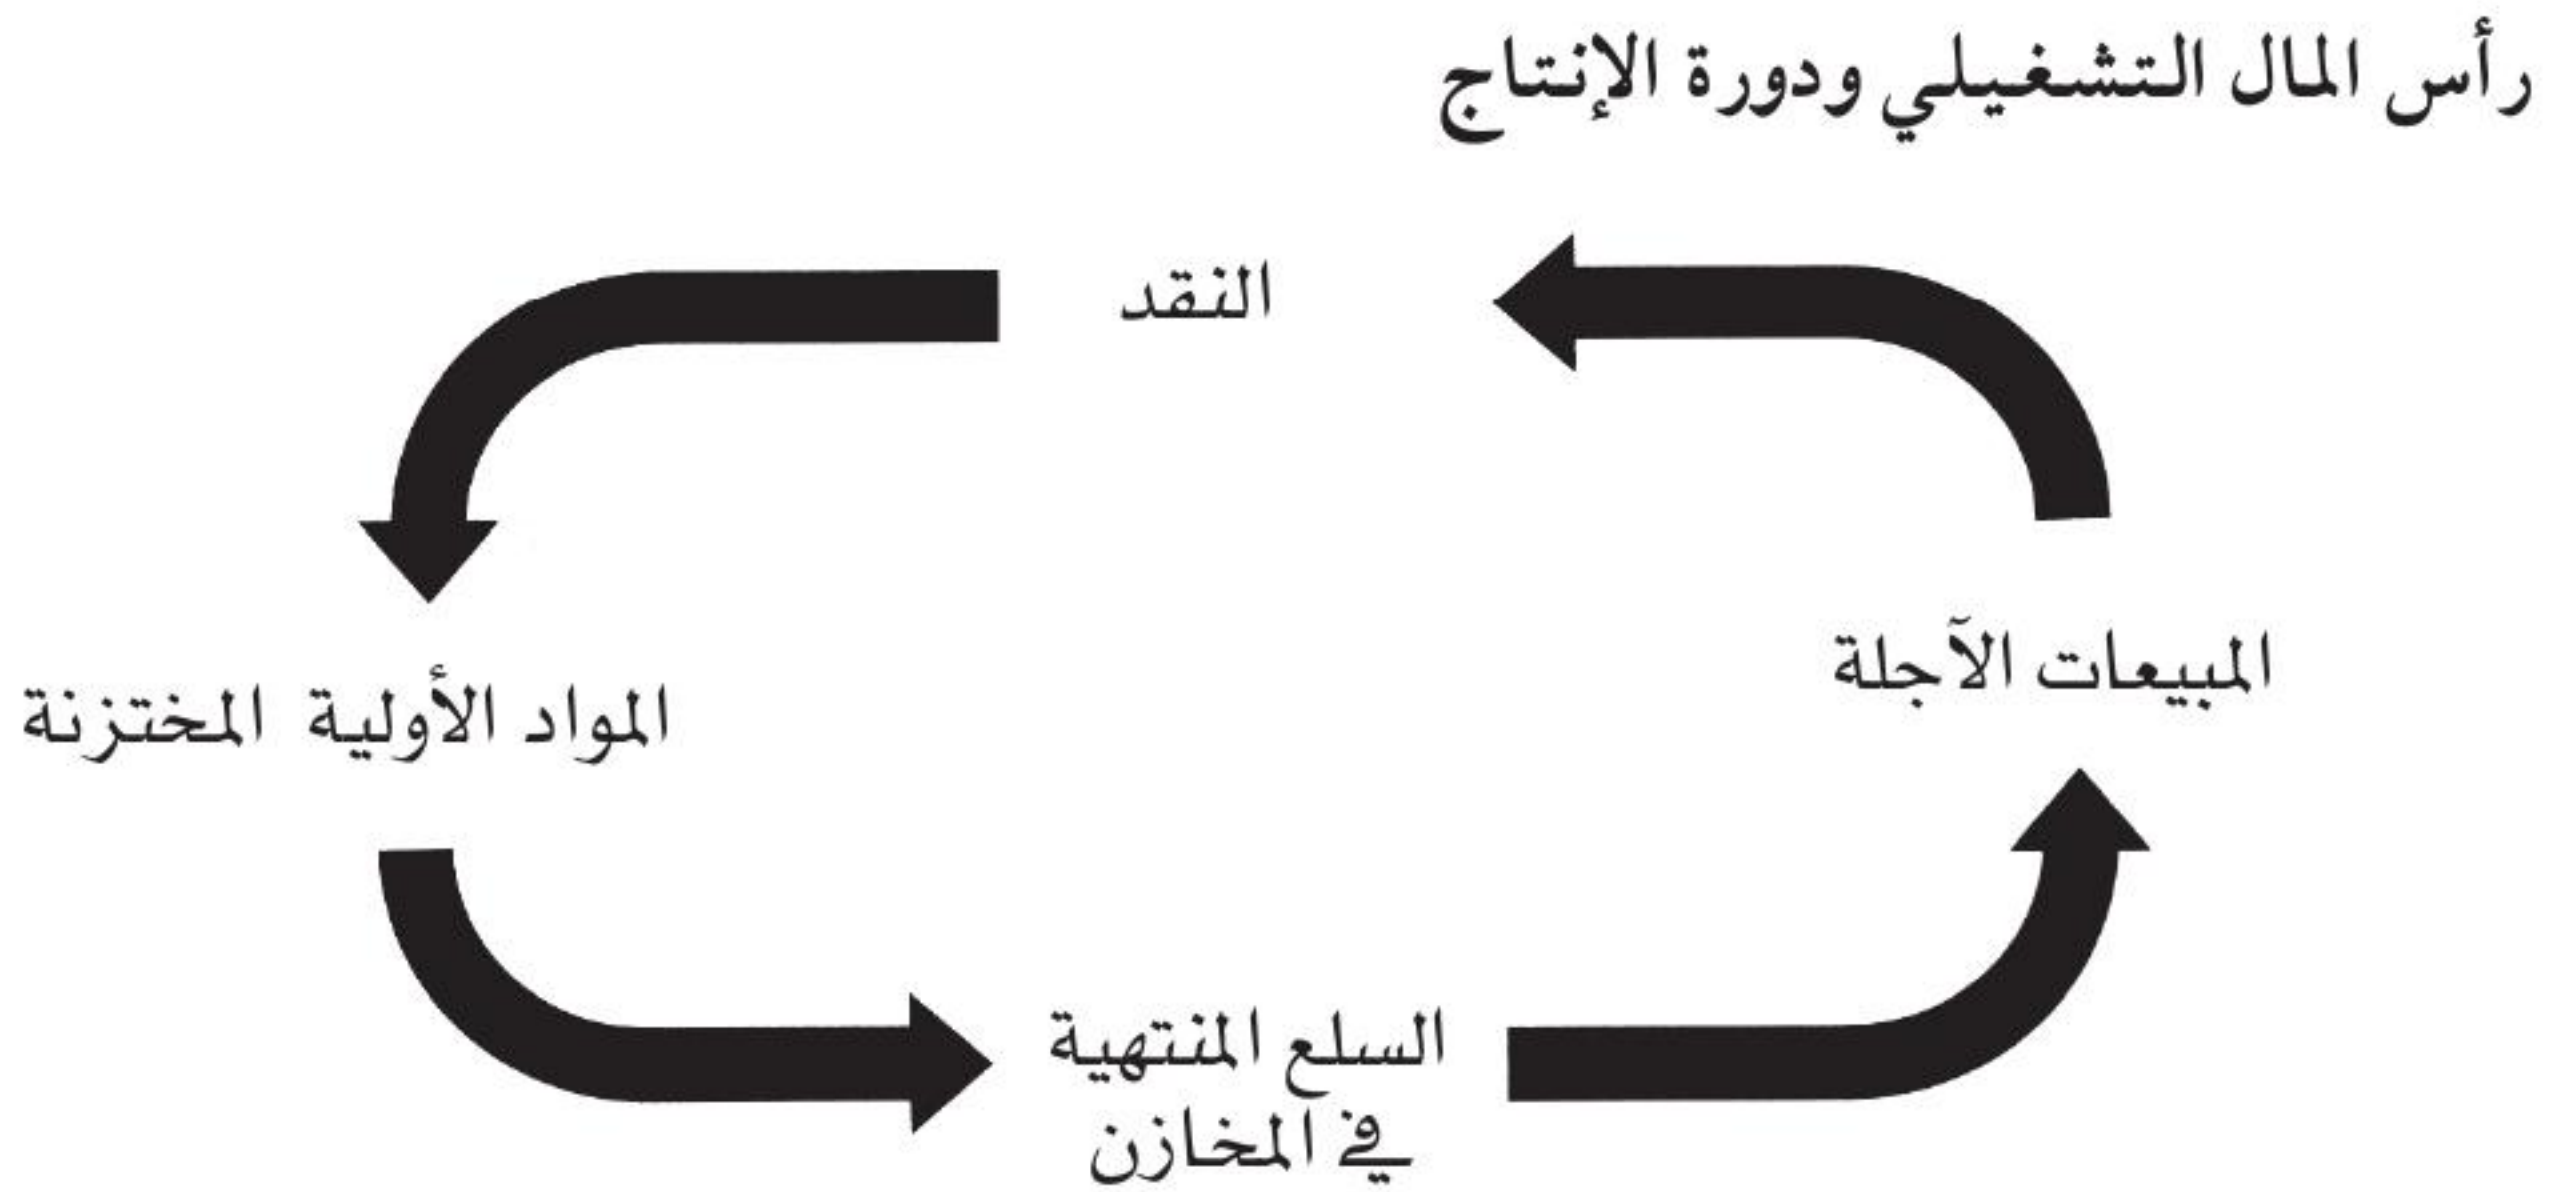 رأس المال التشغيلي ودورة الإنتاج
النقد
المبيعات الآجلة
المواد الأولية المختزنة
السلع المنتهية
في المخازن